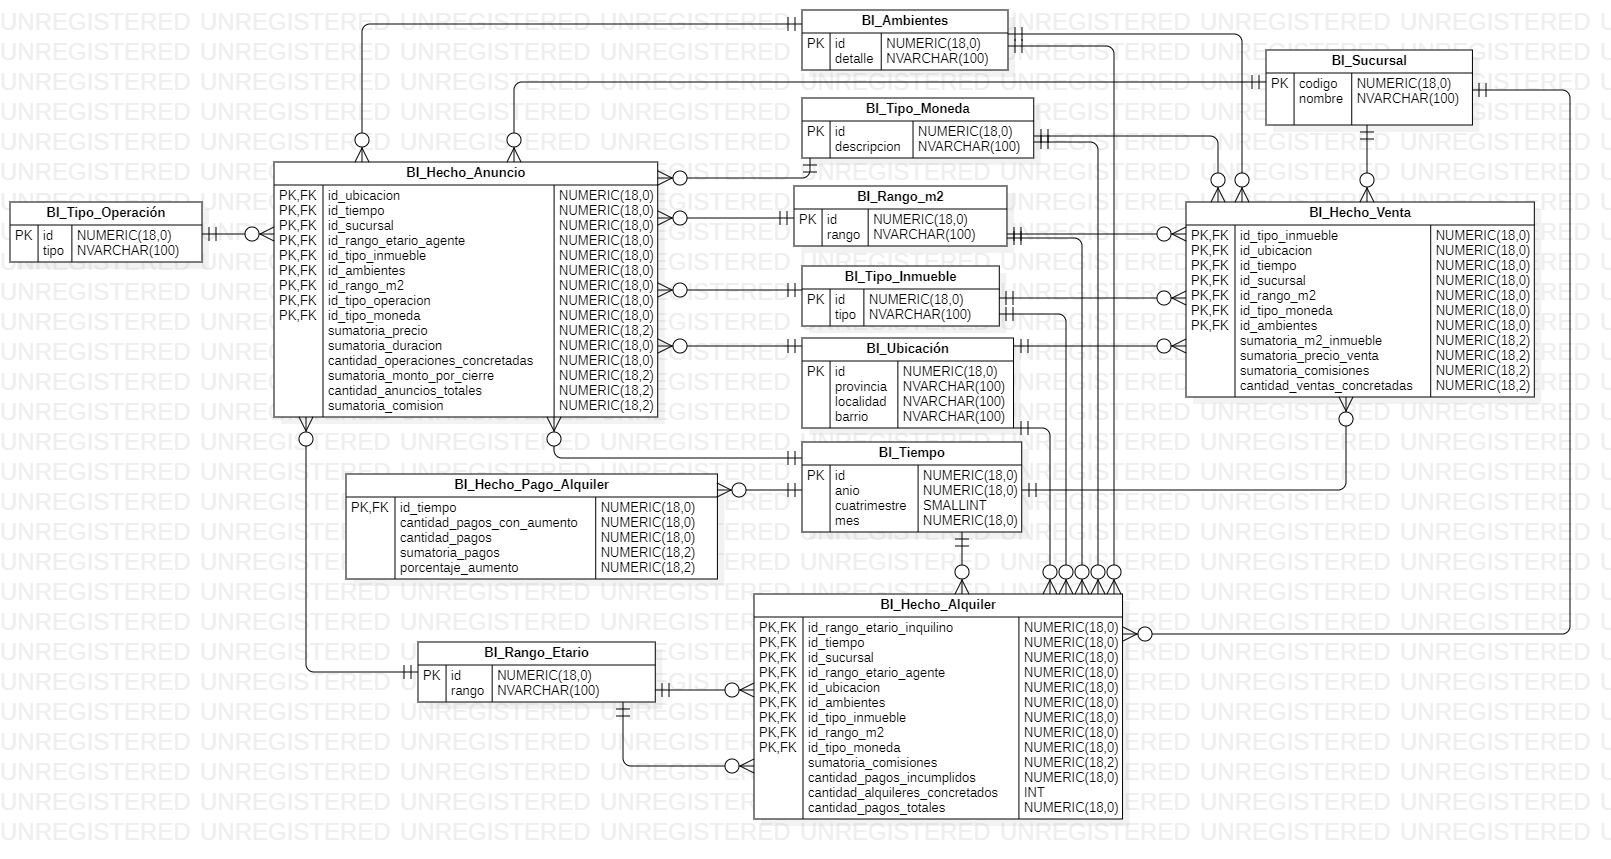 BI_Ambientes
PK id NUMERIC(18,0)
detalle NVARCHAR(100)
BI_Sucursal
PK codigo NUMERIC(18,0)
nombre NVARCHAR(100)
BI_Tipo_Moneda
PK id NUMERIC(18,0)
descripcion NVARCHAR(100)
BI_Hecho_Anuncio
PK,FK id_ubicacion NUMERIC(18,0)
PK,FK id_tiempo NUMERIC(18,0)
PK,FK id_sucursal NUMERIC(18,0)
PK,FK id_rango_etario_agente NUMERIC(18,0)
PK,FK id_tipo_inmueble NUMERIC(18,0)
PK,FK id_ambientes NUMERIC(18,0)
PK,FK id_rango_m2 NUMERIC(18,0)
PK,FK id_tipo_operacion NUMERIC(18,0)
PK,FK id_tipo_moneda NUMERIC(18,0)
sumatoria_precio NUMERIC(18,2)
sumatoria_duracion NUMERIC(18,0)
cantidad_operaciones_concretadas NUMERIC(18,0)
sumatoria_monto_por_cierre NUMERIC(18,2)
cantidad_anuncios_totales NUMERIC(18,2)
sumatoria_comision NUMERIC(18,2)
BI_Tipo_Operación
PK id NUMERIC(18,0)
tipo NVARCHAR(100)
BI_Rango_m2
PK id NUMERIC(18,0)
rango NVARCHAR(100)
BI_Hecho_Venta
PK,FK id_tipo_inmueble NUMERIC(18,0)
PK,FK id_ubicacion NUMERIC(18,0)
PK,FK id_tiempo NUMERIC(18,0)
PK,FK id_sucursal NUMERIC(18,0)
PK,FK id_rango_m2 NUMERIC(18,0)
PK,FK id_tipo_moneda NUMERIC(18,0)
PK,FK id_ambientes NUMERIC(18,0)
sumatoria_m2_inmueble NUMERIC(18,2)
sumatoria_precio_venta NUMERIC(18,2)
sumatoria_comisiones NUMERIC(18,2)
cantidad_ventas_concretadas NUMERIC(18,2)
BI_Tipo_Inmueble
PK id NUMERIC(18,0)
tipo NVARCHAR(100)
BI_Ubicación
PK id NUMERIC(18,0)
provincia NVARCHAR(100)
localidad NVARCHAR(100)
barrio NVARCHAR(100)
BI_Tiempo
PK id NUMERIC(18,0)
anio NUMERIC(18,0)
cuatrimestre SMALLINT
mes NUMERIC(18,0)
BI_Hecho_Pago_Alquiler
PK,FK id_tiempo NUMERIC(18,0)
cantidad_pagos_con_aumento NUMERIC(18,0)
cantidad_pagos NUMERIC(18,0)
sumatoria_pagos NUMERIC(18,2)
porcentaje_aumento NUMERIC(18,2)
BI_Hecho_Alquiler
PK,FK id_rango_etario_inquilino NUMERIC(18,0)
PK,FK id_tiempo NUMERIC(18,0)
PK,FK id_sucursal NUMERIC(18,0)
PK,FK id_rango_etario_agente NUMERIC(18,0)
PK,FK id_ubicacion NUMERIC(18,0)
PK,FK id_ambientes NUMERIC(18,0)
PK,FK id_tipo_inmueble NUMERIC(18,0)
PK,FK id_rango_m2 NUMERIC(18,0)
PK,FK id_tipo_moneda NUMERIC(18,0)
sumatoria_comisiones NUMERIC(18,2)
cantidad_pagos_incumplidos NUMERIC(18,0)
cantidad_alquileres_concretados INT
cantidad_pagos_totales NUMERIC(18,0)
BI_Rango_Etario
PK id NUMERIC(18,0)
rango NVARCHAR(100)
UNREGISTERED